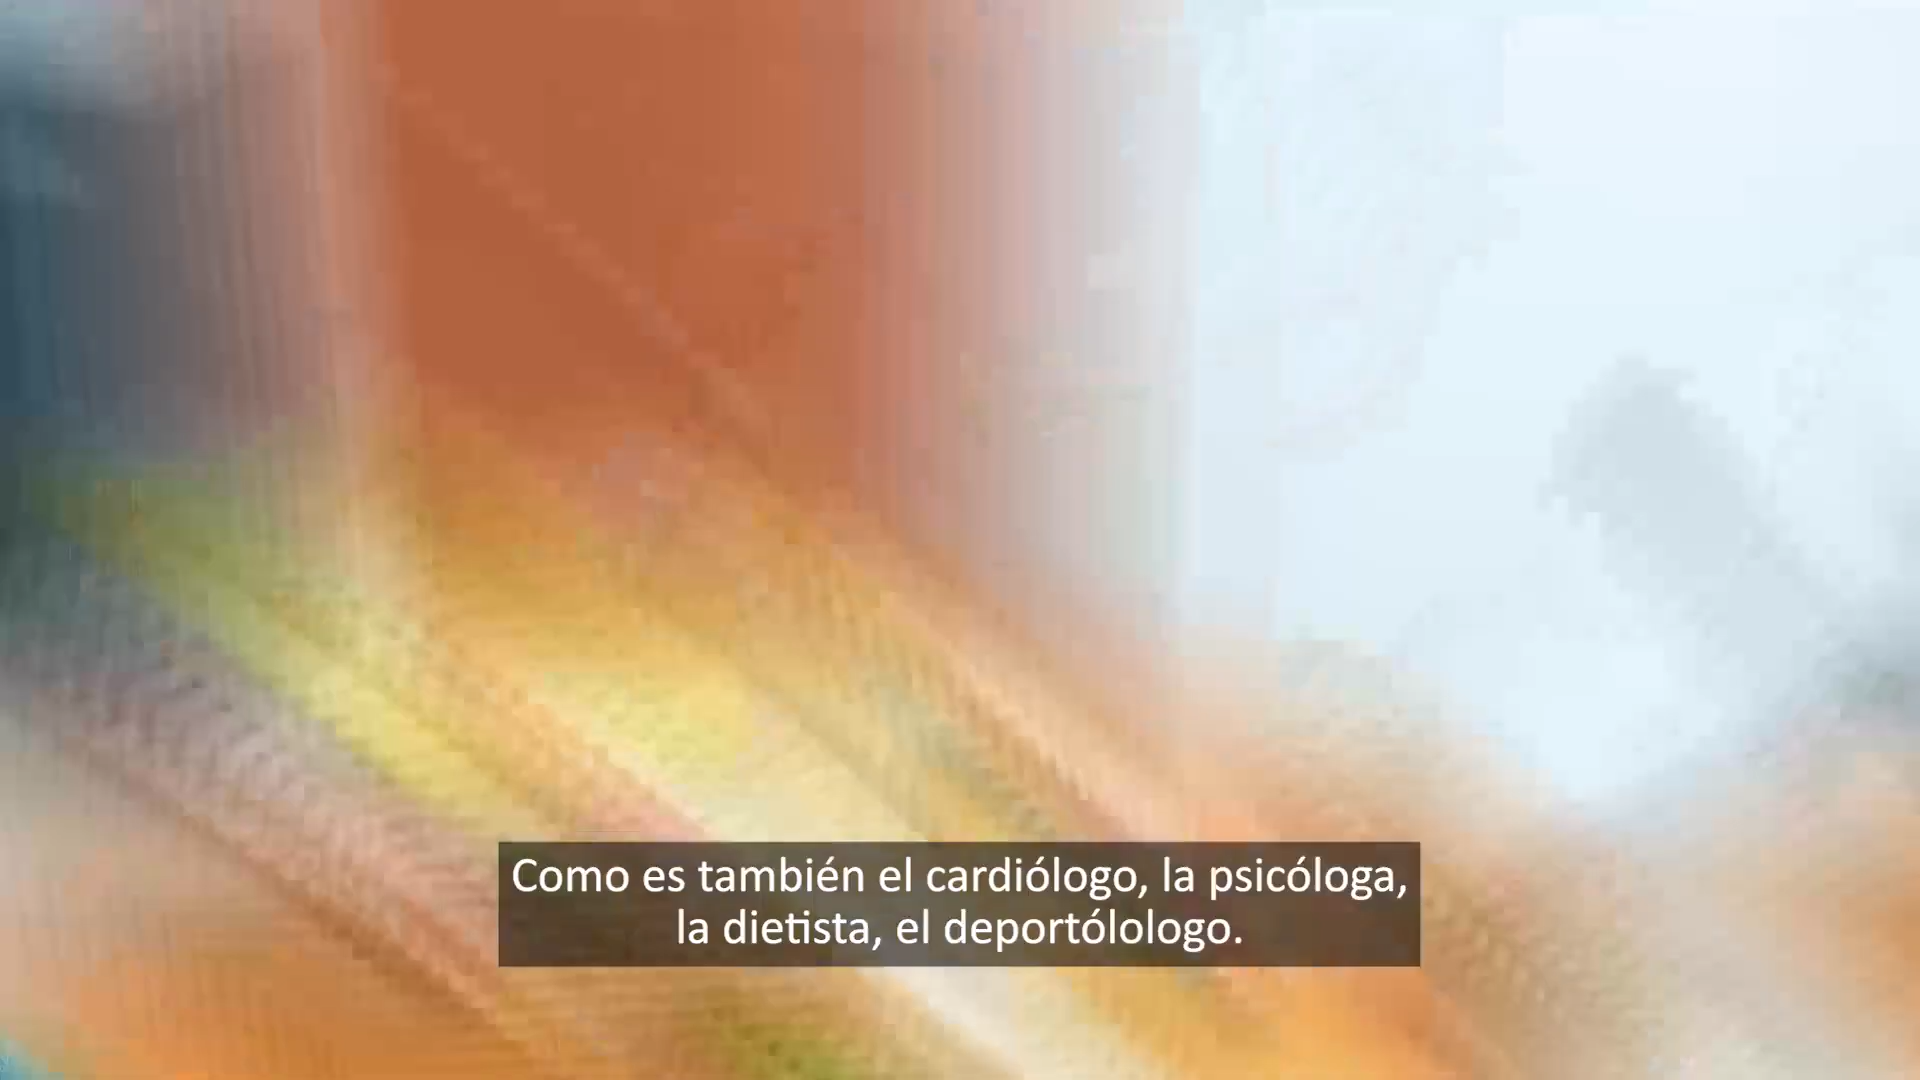 Como es también el cardiólogo, la psicóloga,
la dietista, el deportólologo.